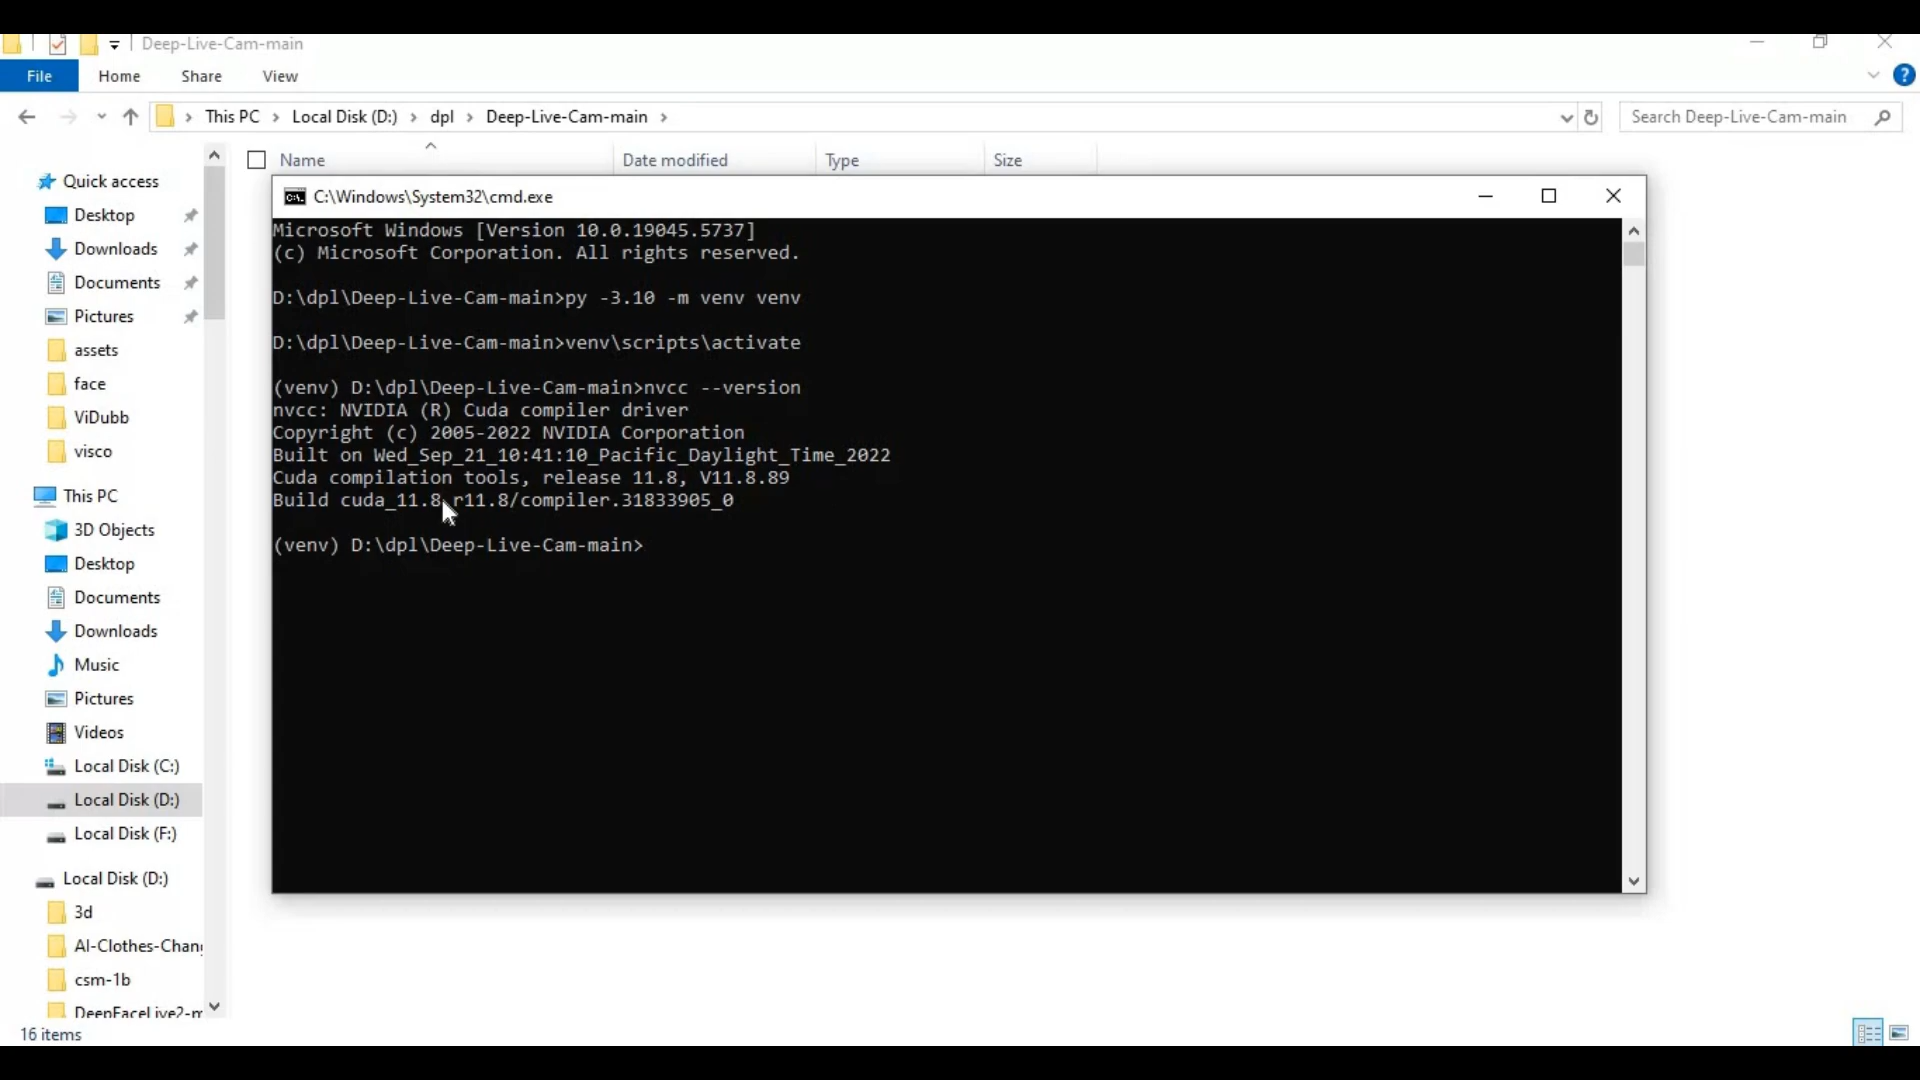 Deep-Live-Cam-main
File Home Share View
This PC Local Disk (D:) dpl Deep-Live-Cam-main
Search Deep-Live-Cam-main
Name Date modified Type Size
Quick access
Desktop
Downloads
Documents
Pictures
assets
face
ViDubb
visco
This PC
3D Objects
Desktop
Documents
Downloads
Music
Pictures
Videos
Local Disk (C:)
Local Disk (D:)
Local Disk (F:)
Local Disk (D:)
3d
AI-Clothes-Chang
csm-1b
DeepFaceLive2-m
16 items
C:\Windows\System32\cmd.exe
Microsoft Windows [Version 10.0.19045.5737]
(c) Microsoft Corporation. All rights reserved.
D:\dpl\Deep-Live-Cam-main>py -3.10 -m venv venv
D:\dpl\Deep-Live-Cam-main>venv\scripts\activate
(venv) D:\dpl\Deep-Live-Cam-main>nvcc --version
nvcc: NVIDIA (R) Cuda compiler driver
Copyright (c) 2005-2022 NVIDIA Corporation
Built on Wed_Sep_21_10:41:10_Pacific_Daylight_Time_2022
Cuda compilation tools, release 11.8, V11.8.89
Build cuda_11.8.r11.8/compiler.31833905_0
(venv) D:\dpl\Deep-Live-Cam-main>